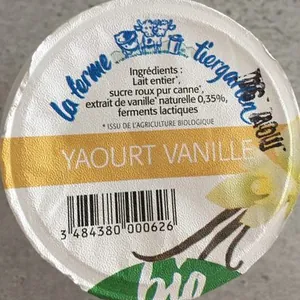 la ferme tiergarten
Ingrédients :
Lait entier*,
sucre roux pur canne*,
extrait de vanille* naturelle 0,35%,
ferments lactiques
* ISSU DE L'AGRICULTURE BIOLOGIQUE
YAOURT VANILLE
3 484380 000626
bio